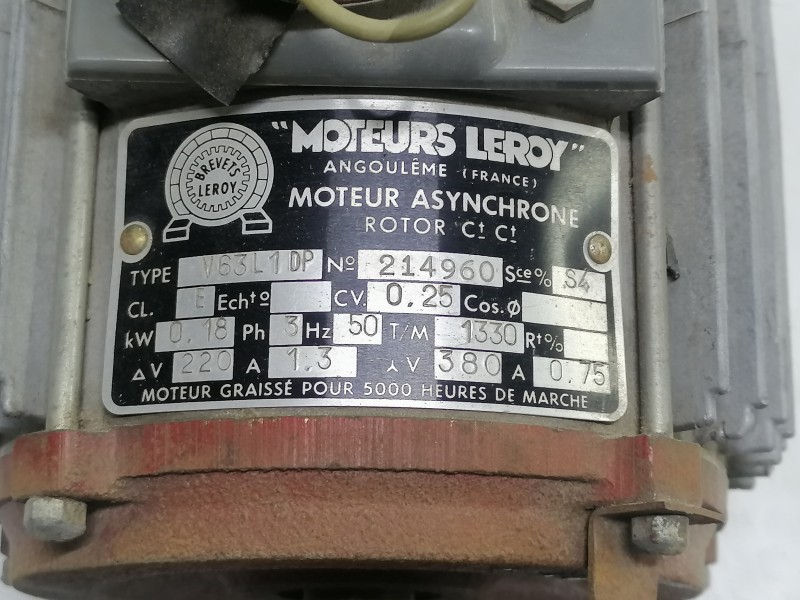 BREVETS
LEROY
"MOTEURS LEROY"
ANGOULÊME (FRANCE)
MOTEUR ASYNCHRONE
ROTOR Ct Ct
TYPE V63L1DP No 214960 Sce% S4
CL. E Echt o CV. 0.25 Cos.Ø
kW 0.18 Ph 3 Hz 50 T/M 1330 Rt%
Δ V 220 A 1.3 ⅄ V 380 A 0.75
MOTEUR GRAISSÉ POUR 5000 HEURES DE MARCHE